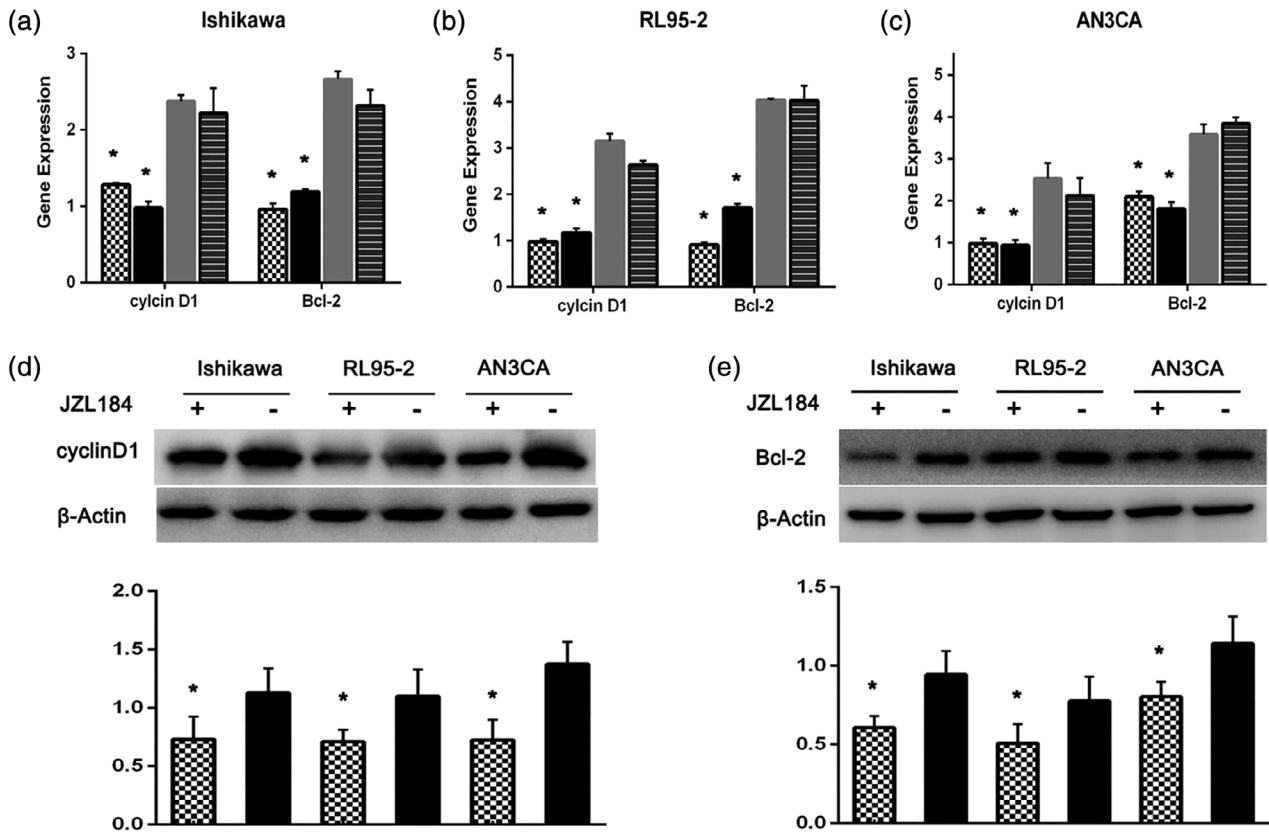 (a)
Ishikawa
Gene Expression
3
2
1
0
* * * *
cylcin D1 Bcl-2
(b)
RL95-2
Gene Expression
5
4
3
2
1
0
* * * *
cylcin D1 Bcl-2
(c)
AN3CA
Gene Expression
5
4
3
2
1
0
* * * *
cylcin D1 Bcl-2
(d)
Ishikawa RL95-2 AN3CA
JZL184 + - + - + -
cyclinD1
β-Actin
2.0
1.5
1.0
0.5
0.0
* * *
(e)
Ishikawa RL95-2 AN3CA
JZL184 + - + - + -
Bcl-2
β-Actin
1.5
1.0
0.5
0.0
* * *